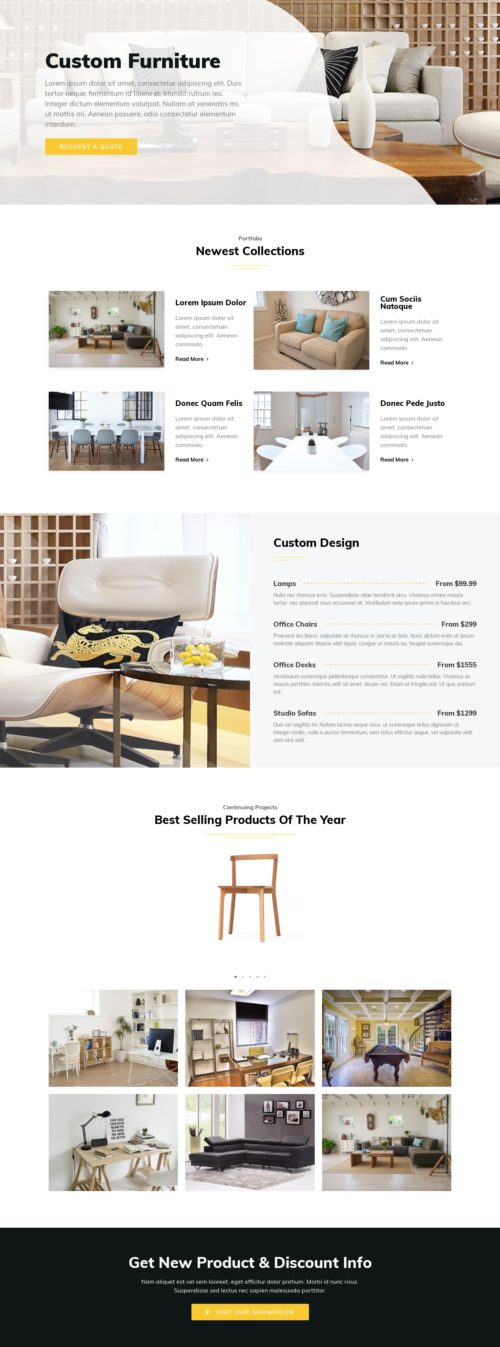 Custom Furniture
Lorem ipsum dolor sit amet, consectetur adipiscing elit. Duis
tortor neque, fermentum id libero et, blandit rutrum leo.
Integer dictum elementum volutpat. Nullam at venenatis mi,
ut mattis mi. Aenean posuere, odio consectetur elementum
interdum.
REQUEST A QUOTE
Portfolio
Newest Collections
Lorem Ipsum Dolor
Lorem ipsum dolor sit
amet, consectetuer
adipiscing elit. Aenean
commodo.
Read More ›
Cum Sociis
Natoque
Lorem ipsum dolor sit
amet, consectetuer
adipiscing elit. Aenean
commodo.
Read More ›
Donec Quam Felis
Lorem ipsum dolor sit
amet, consectetuer
adipiscing elit. Aenean
commodo.
Read More ›
Donec Pede Justo
Lorem ipsum dolor sit
amet, consectetuer
adipiscing elit. Aenean
commodo.
Read More ›
Custom Design
Lamps From $99.99
Nulla nec rhoncus eros. Suspendisse vitae hendrerit arcu. Vivamus ornare mauris
tortor, nec placerat risus accumsan at. Vestibulum ante ipsum primis in faucibus orci
Office Chairs From $299
Praesent leo libero, vulputate ac rhoncus in, porta ac felis. Nunc dictum enim ut ipsum
molestie aliquam. Mauris nibh ligula, congue ut mauris eu, feugiat scelerisque dui.
Office Desks From $1555
Vestibulum scelerisque pellentesque consectetur. Ut sagittis nulla tellus. Vivamus ac
mauris porttitor, lobortis velit sit amet, iaculis nisi. Etiam ut fringilla est. Ut quis pretium
est.
Studio Sofas From $1299
Duis vel sagittis mi. Nullam lacinia neque risus, ut scelerisque tellus dignissim ut.
Integer mollis, nulla a auctor fermentum, sem tellus efficitur augue, vel vulputate velit
sem sed velit.
Continuing Projects
Best Selling Products Of The Year
Get New Product & Discount Info
Nam aliquet est vel sem laoreet, eget efficitur dolor pretium. Morbi id nunc risus.
Suspendisse sed lectus nec sapien malesuada porttitor.
VISIT OUR SHOWROOM